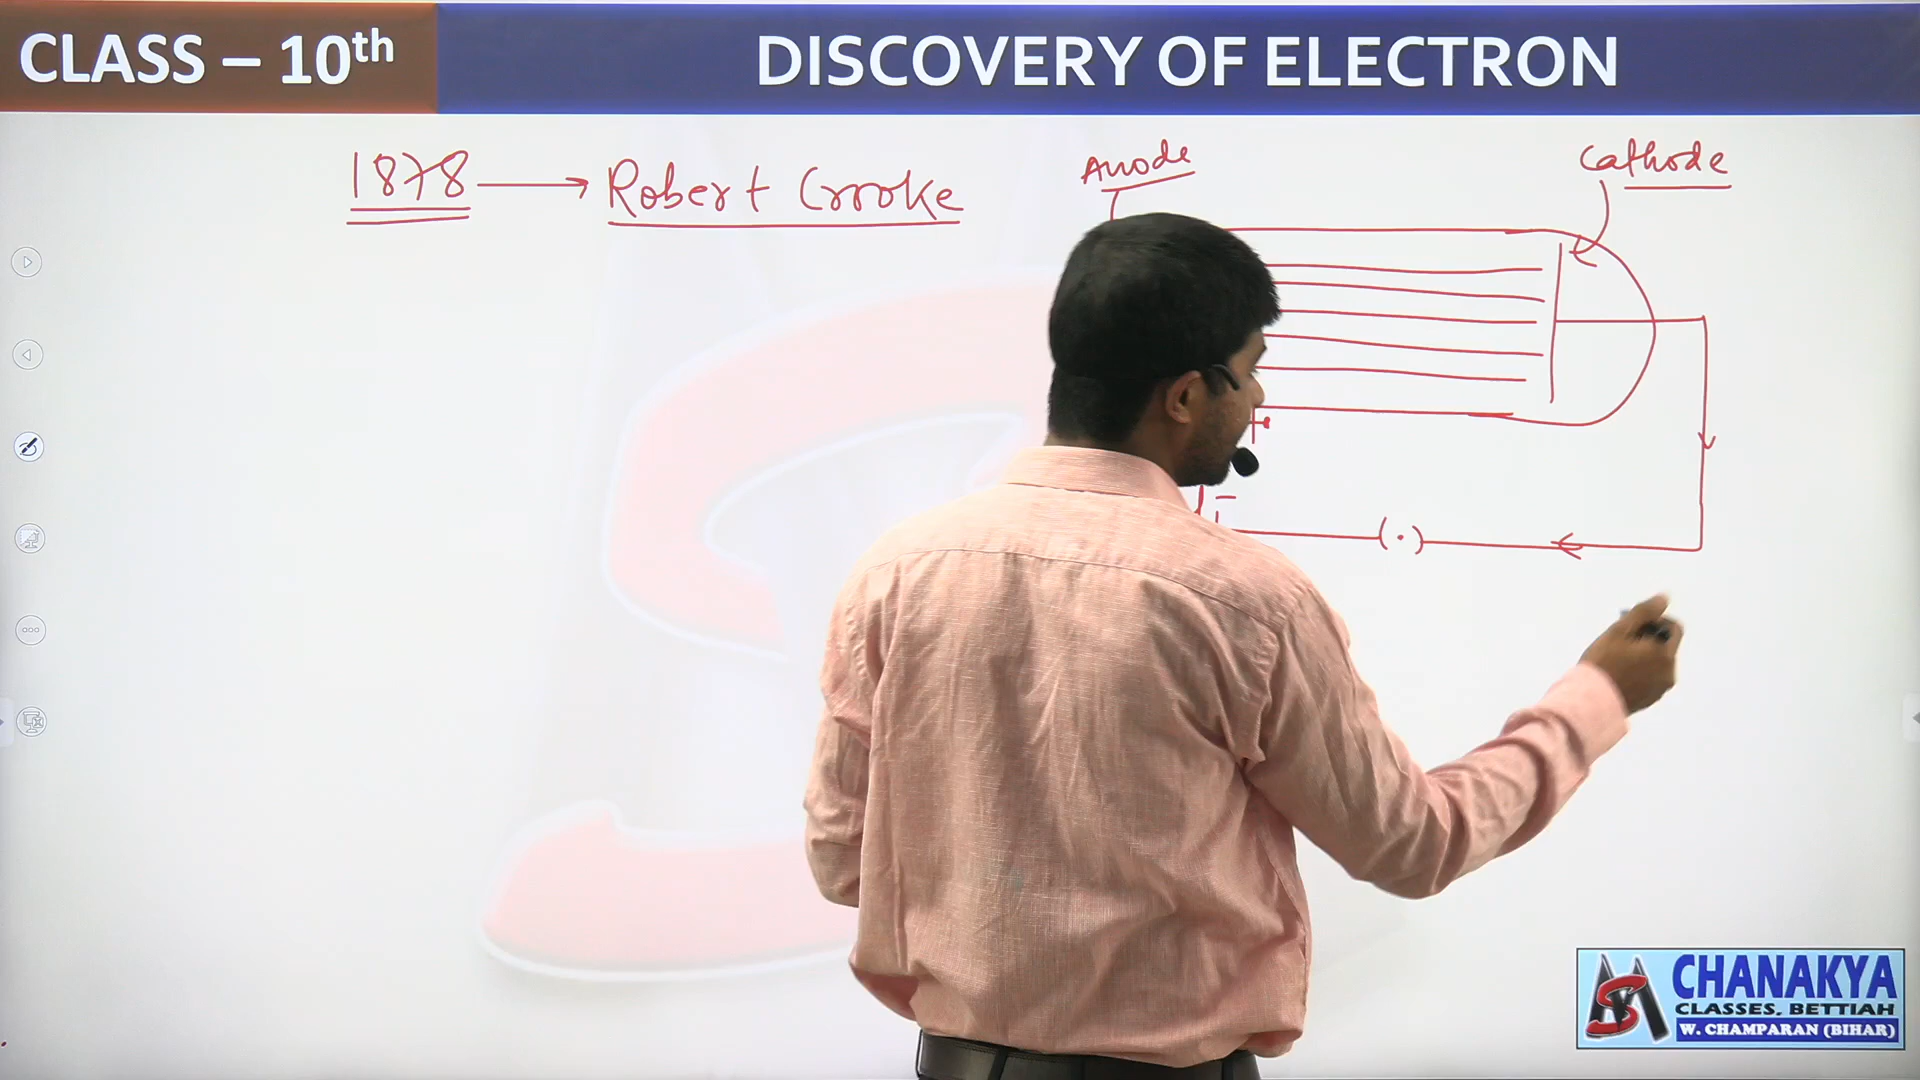 CLASS – 10th
DISCOVERY OF ELECTRON
1878 → Robert Crooke
Anode
Cathode
+
–
(·)
CHANAKYA
CLASSES, BETTIAH
W. CHAMPARAN (BIHAR)